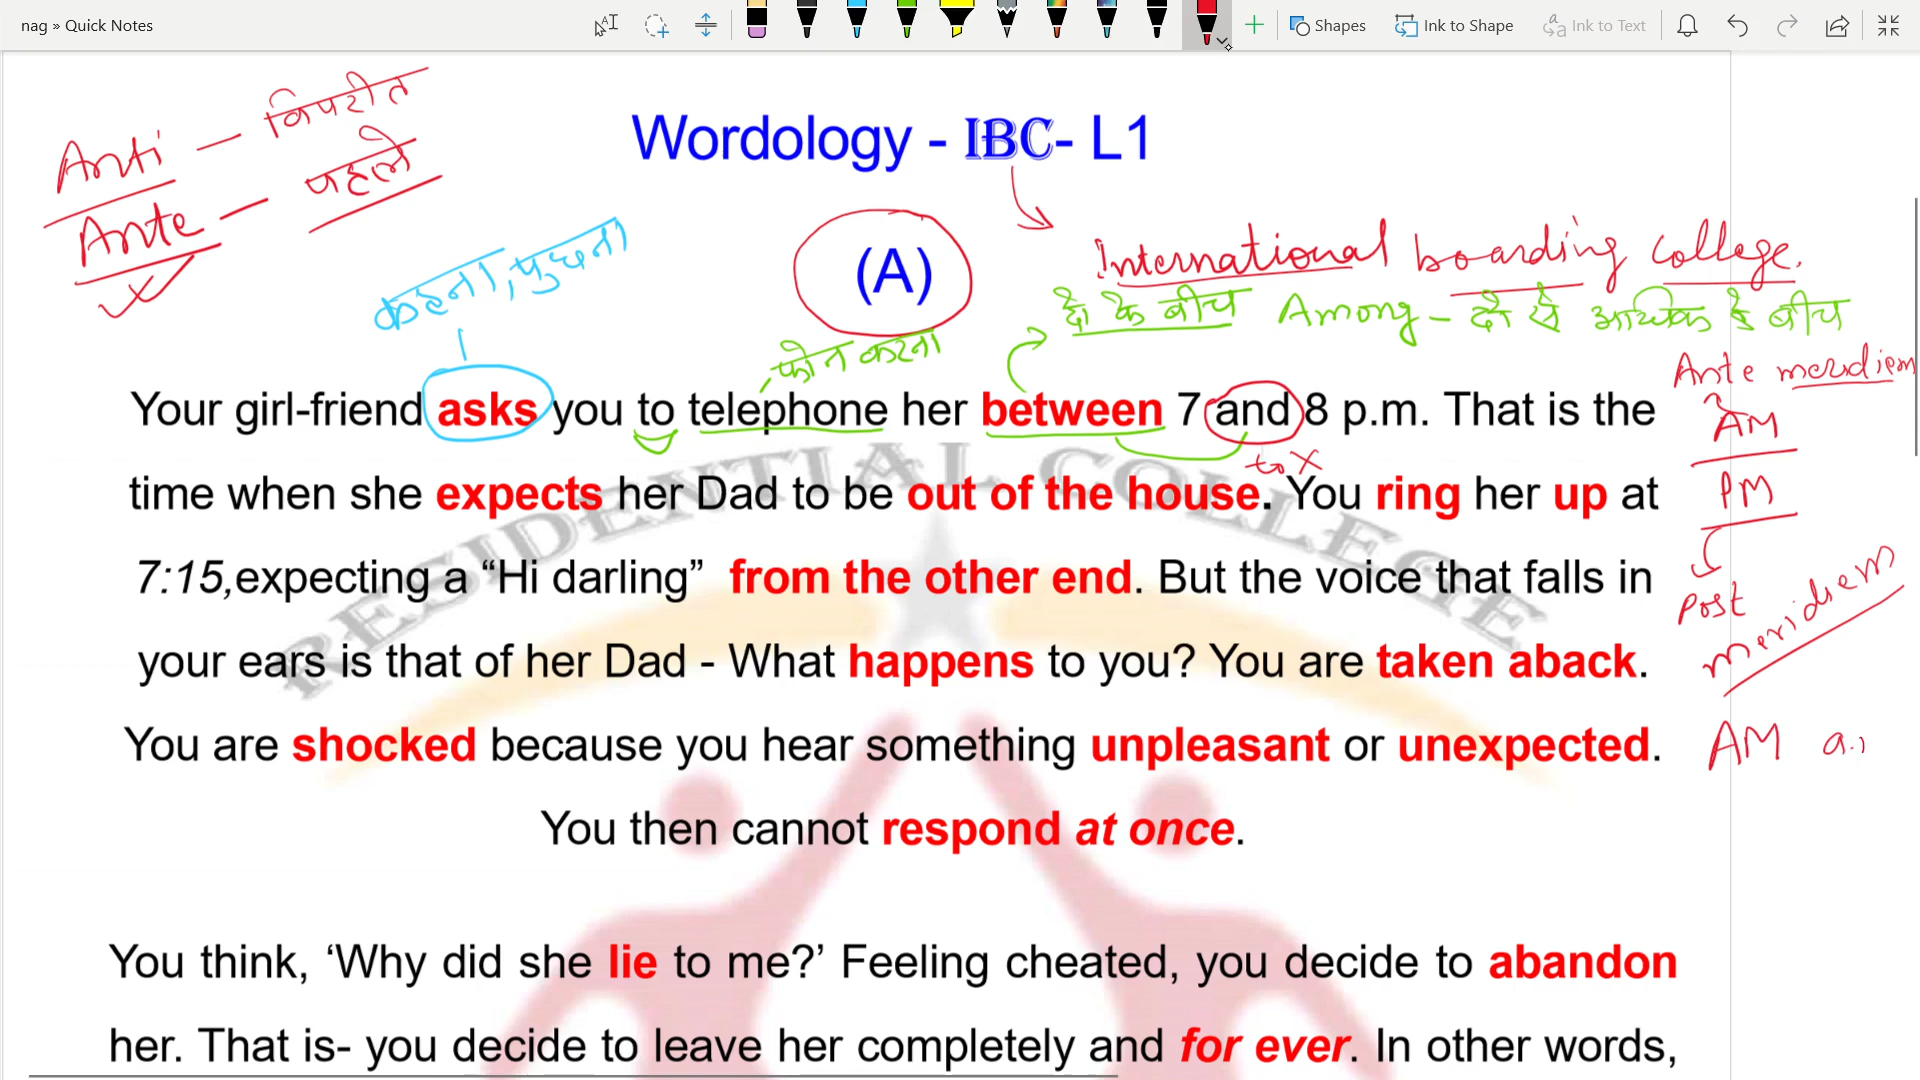 nag » Quick Notes
Shapes
Ink to Shape
Ink to Text
Anti — विपरीत
Ante — पहले
Wordology - IBC- L1
(A)
International boarding college.
कहना, पुछना
दो के बीच Among - दो से अधिक के बीच
फोन करना
Ante meridiem
Your girl-friend asks you to telephone her between 7 and 8 p.m. That is the
AM
to X
time when she expects her Dad to be out of the house. You ring her up at
PM
7:15,expecting a “Hi darling” from the other end. But the voice that falls in
Post
meridiem
your ears is that of her Dad - What happens to you? You are taken aback.
You are shocked because you hear something unpleasant or unexpected.
AM a.
You then cannot respond at once.
You think, ‘Why did she lie to me?’ Feeling cheated, you decide to abandon
her. That is- you decide to leave her completely and for ever. In other words,
RESIDENTIAL COLLEGE